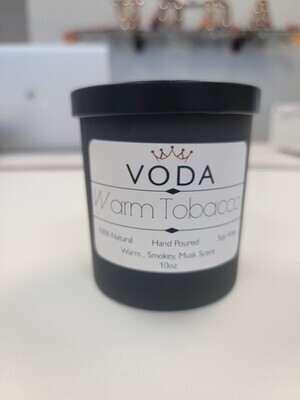 VODA
Warm Tobacco
100% Natural Hand Poured Soy Wax
Warm , Smokey, Musk Scent
10oz